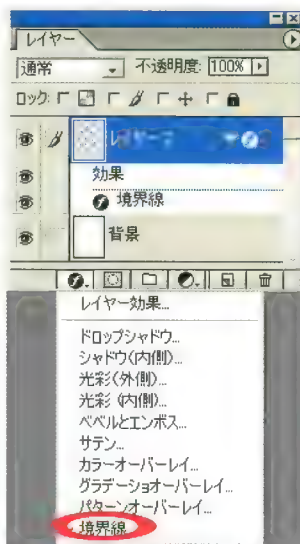 レイヤー
通常 不透明度: 100%
ロック:
効果
境界線
背景
レイヤー効果...
ドロップシャドウ...
シャドウ(内側)...
光彩(外側)...
光彩(内側)...
ベベルとエンボス...
サテン...
カラーオーバーレイ...
グラデーショオーバーレイ...
パターンオーバーレイ...
境界線